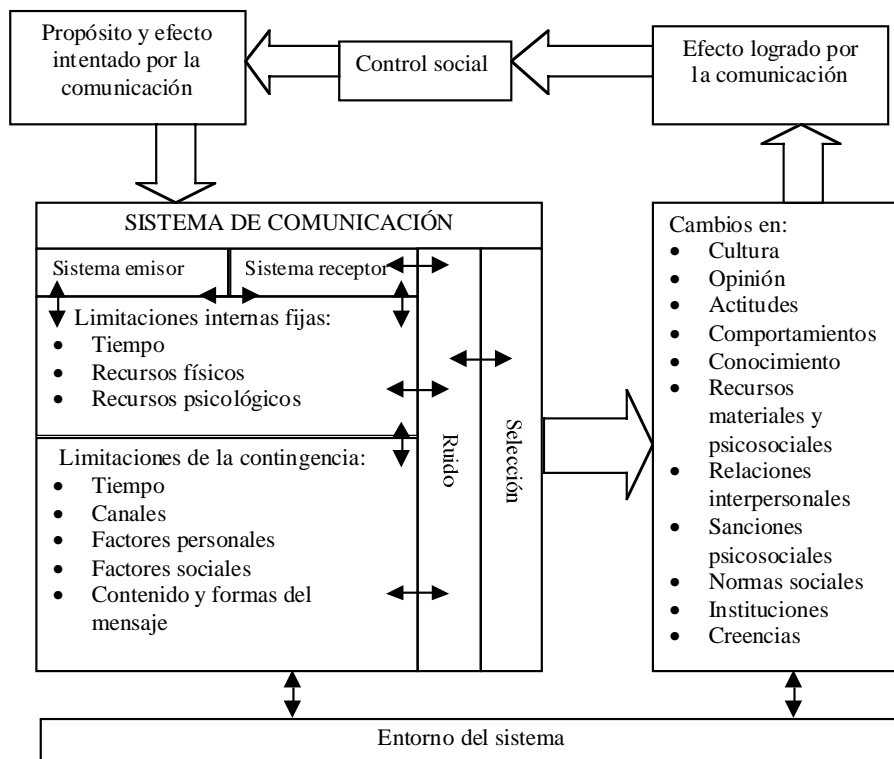 Propósito y efecto
intentado por la
comunicación
Control social
Efecto logrado por
la comunicación
SISTEMA DE COMUNICACIÓN
Sistema emisor
Sistema receptor
Limitaciones internas fijas:
• Tiempo
• Recursos físicos
• Recursos psicológicos
Limitaciones de la contingencia:
• Tiempo
• Canales
• Factores personales
• Factores sociales
• Contenido y formas del
mensaje
Ruido
Selección
Cambios en:
• Cultura
• Opinión
• Actitudes
• Comportamientos
• Conocimiento
• Recursos
materiales y
psicosociales
• Relaciones
interpersonales
• Sanciones
psicosociales
• Normas sociales
• Instituciones
• Creencias
Entorno del sistema